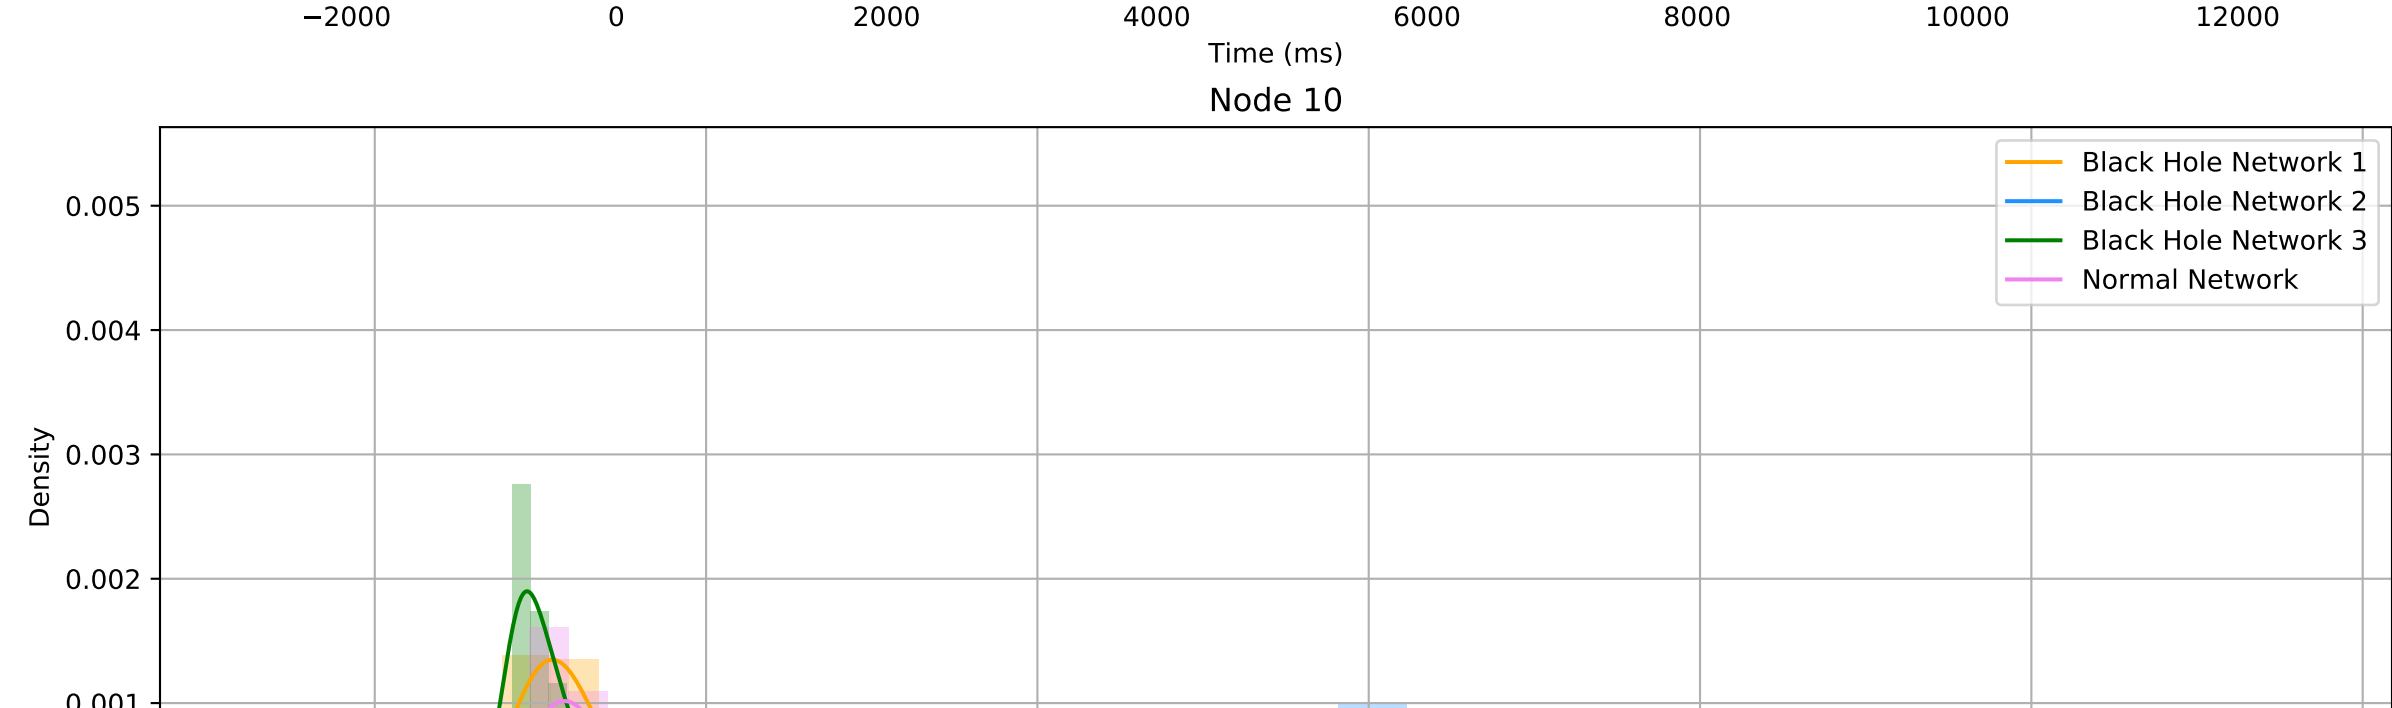 −2000 0 2000 4000 6000 8000 10000 12000
Time (ms)
Node 10
Black Hole Network 1
Black Hole Network 2
Black Hole Network 3
Normal Network
0.005
0.004
0.003
0.002
0.001
Density